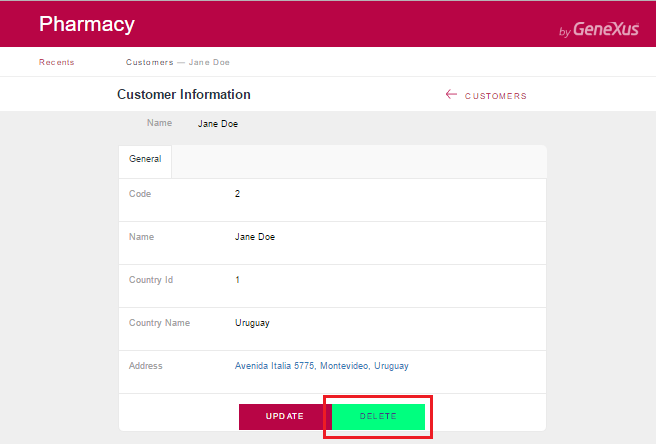 Pharmacy
by GeneXus
Recents Customers — Jane Doe
Customer Information ← CUSTOMERS
Name Jane Doe
General
Code 2
Name Jane Doe
Country Id 1
Country Name Uruguay
Address Avenida Italia 5775, Montevideo, Uruguay
UPDATE DELETE